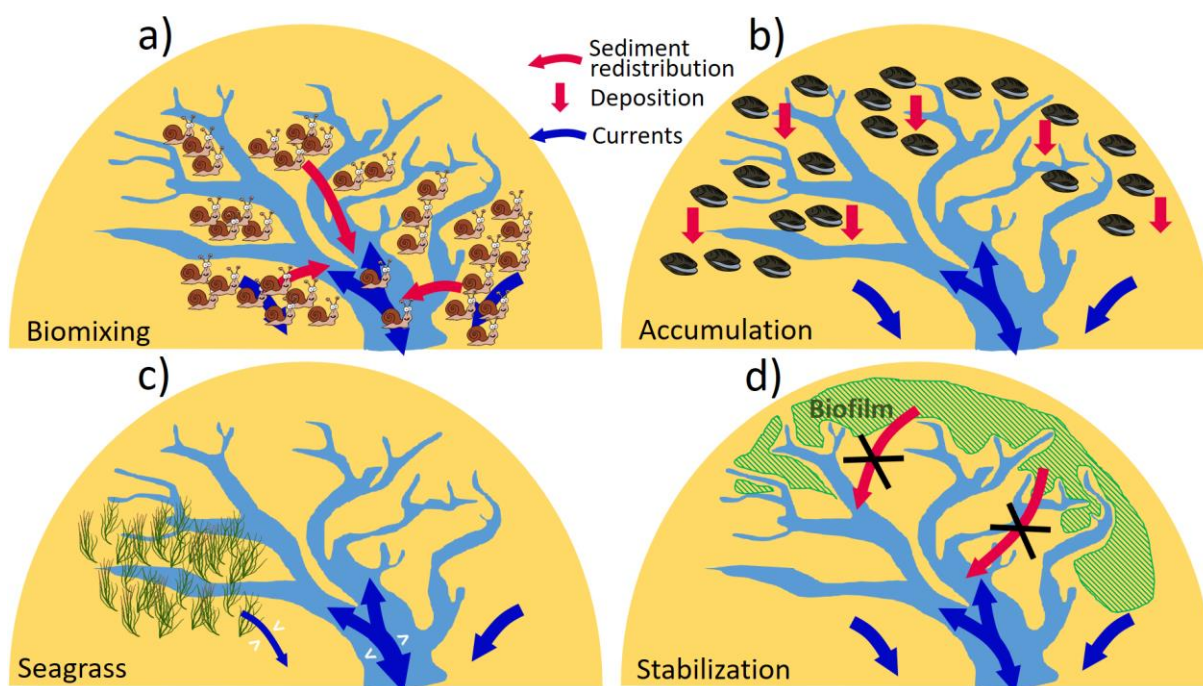 a)
Sediment
redistribution
Deposition
Currents
b)
Biomixing
Accumulation
c)
d)
Biofilm
Seagrass
Stabilization